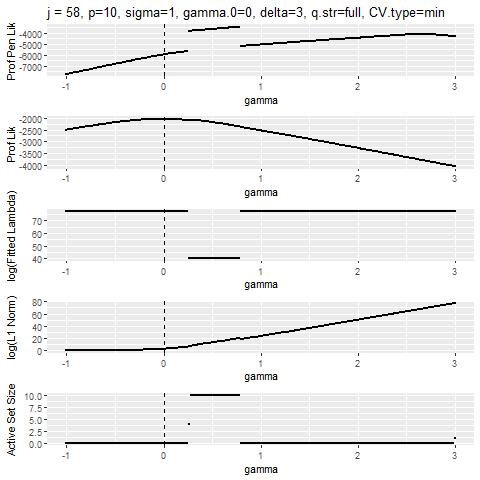 j = 58, p=10, sigma=1, gamma.0=0, delta=3, q.str=full, CV.type=min
Prof Pen Lik
-4000
-5000
-6000
-7000
-1 0 1 2 3
gamma
Prof Lik
-2000
-2500
-3000
-3500
-4000
-1 0 1 2 3
gamma
log(Fitted Lambda)
70
60
50
40
-1 0 1 2 3
gamma
log(L1 Norm)
80
60
40
20
0
-1 0 1 2 3
gamma
Active Set Size
10.0
7.5
5.0
2.5
0.0
-1 0 1 2 3
gamma